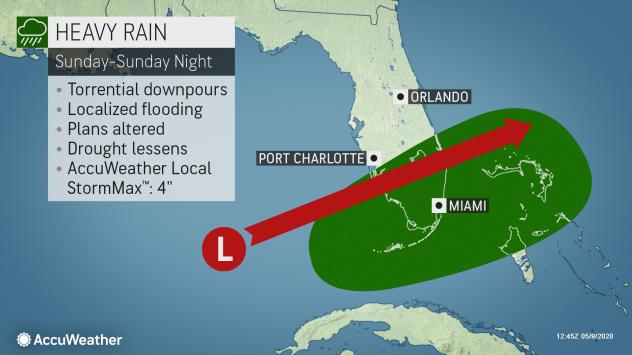 HEAVY RAIN
Sunday-Sunday Night
• Torrential downpours
• Localized flooding
• Plans altered
• Drought lessens
• AccuWeather Local
StormMax™: 4"
ORLANDO
PORT CHARLOTTE
MIAMI
L
AccuWeather
12:45Z 05/9/2020